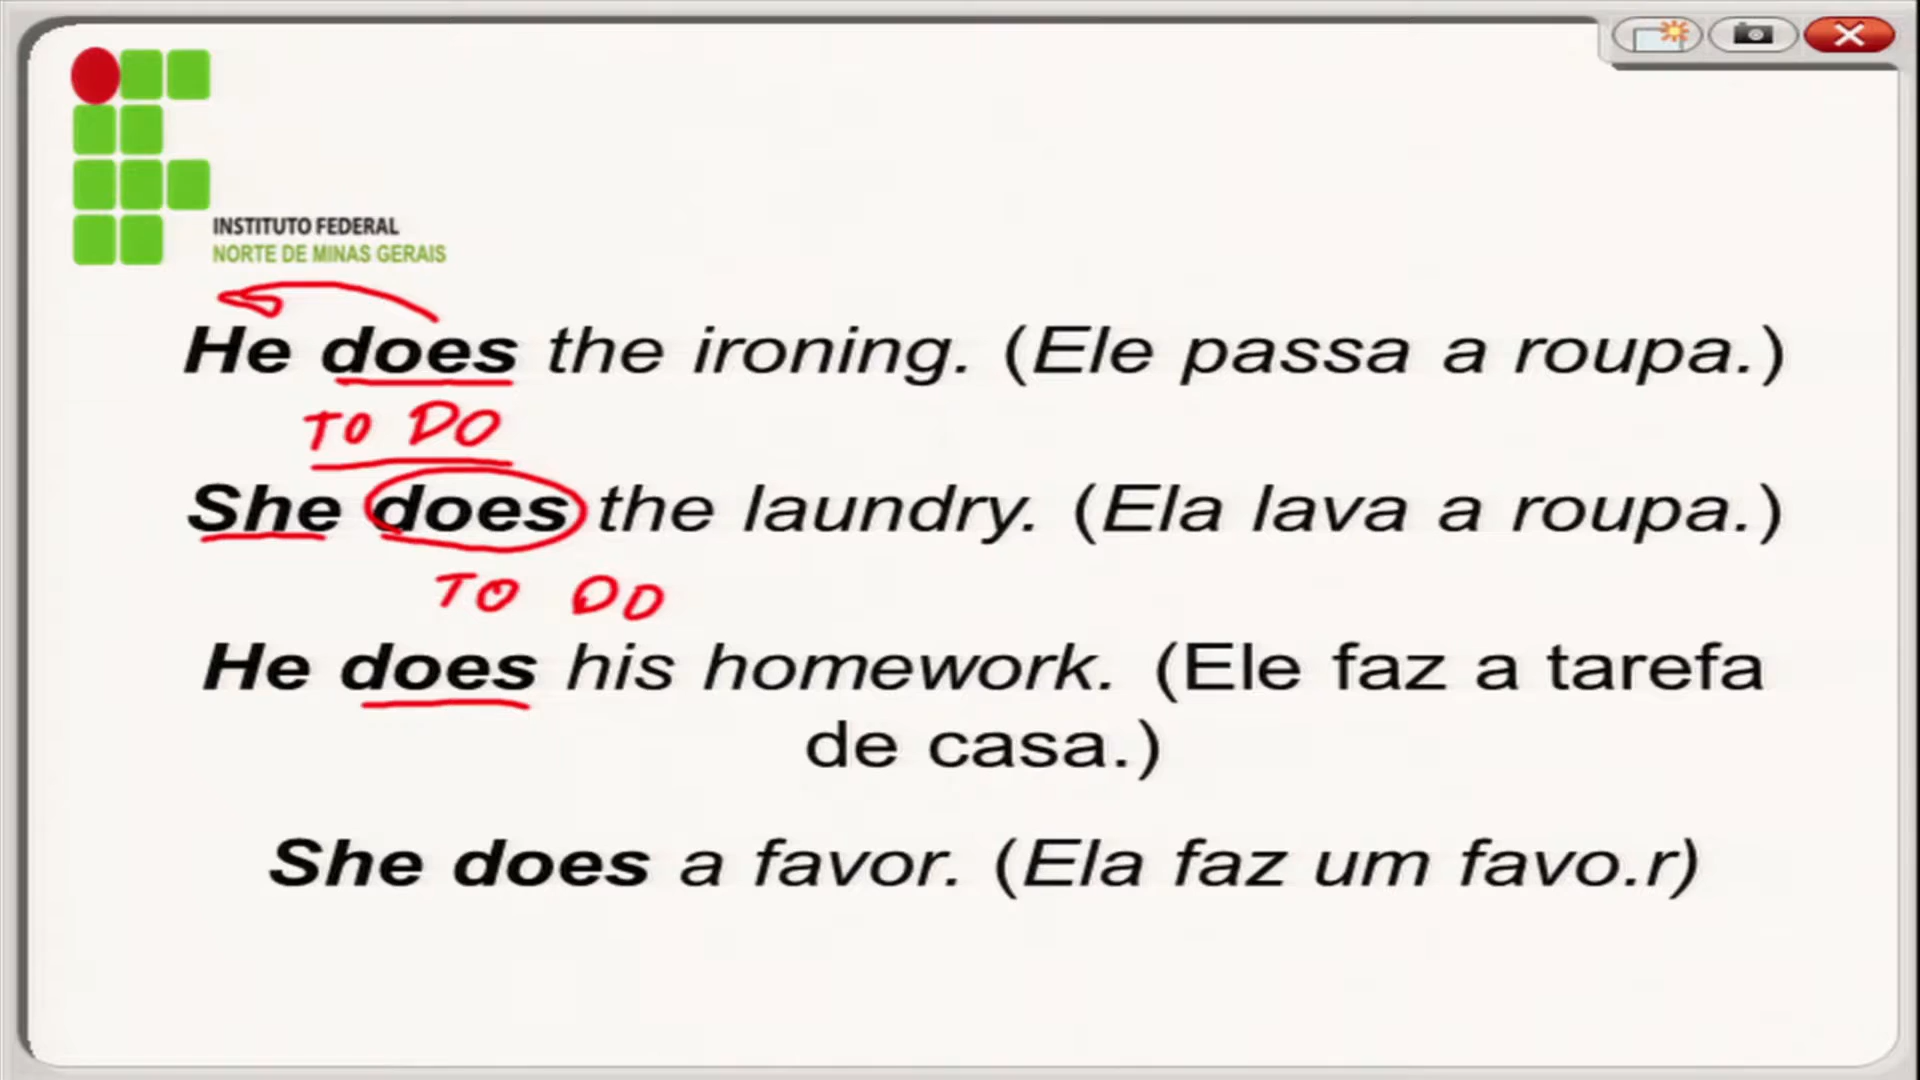 INSTITUTO FEDERAL
NORTE DE MINAS GERAIS
He does the ironing. (Ele passa a roupa.)
TO DO
She does the laundry. (Ela lava a roupa.)
TO DO
He does his homework. (Ele faz a tarefa
de casa.)
She does a favor. (Ela faz um favo.r)